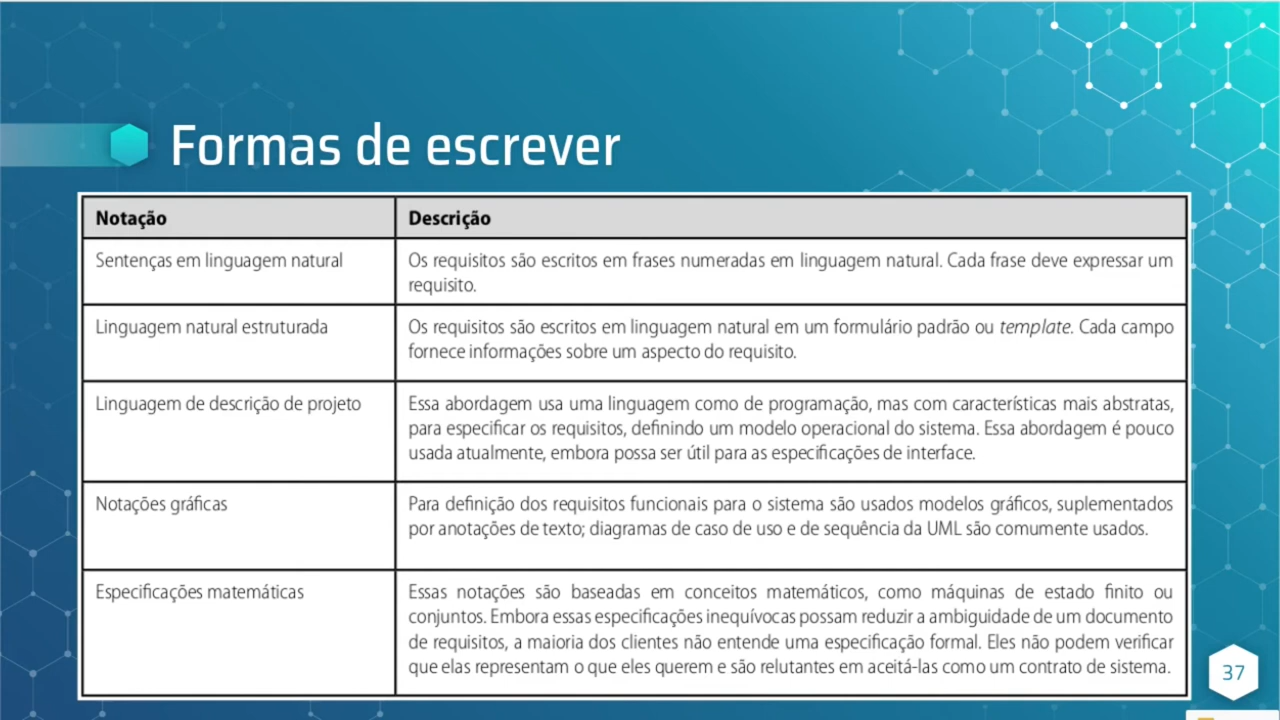 Formas de escrever
Notação
Descrição
Sentenças em linguagem natural
Os requisitos são escritos em frases numeradas em linguagem natural. Cada frase deve expressar um
requisito.
Linguagem natural estruturada
Os requisitos são escritos em linguagem natural em um formulário padrão ou template. Cada campo
fornece informações sobre um aspecto do requisito.
Linguagem de descrição de projeto
Essa abordagem usa uma linguagem como de programação, mas com características mais abstratas,
para especificar os requisitos, definindo um modelo operacional do sistema. Essa abordagem é pouco
usada atualmente, embora possa ser útil para as especificações de interface.
Notações gráficas
Para definição dos requisitos funcionais para o sistema são usados modelos gráficos, suplementados
por anotações de texto; diagramas de caso de uso e de sequência da UML são comumente usados.
Especificações matemáticas
Essas notações são baseadas em conceitos matemáticos, como máquinas de estado finito ou
conjuntos. Embora essas especificações inequívocas possam reduzir a ambiguidade de um documento
de requisitos, a maioria dos clientes não entende uma especificação formal. Eles não podem verificar
que elas representam o que eles querem e são relutantes em aceitá-las como um contrato de sistema.
37